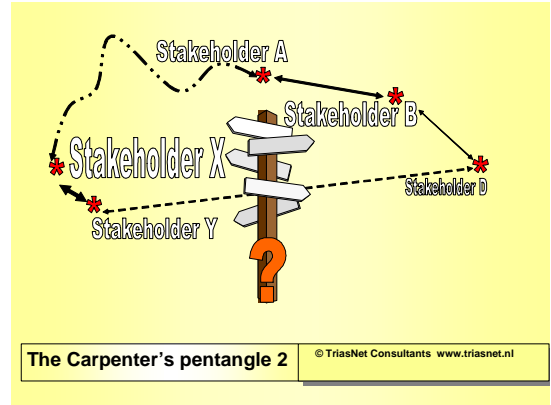 Stakeholder A
Stakeholder B
Stakeholder X
Stakeholder D
Stakeholder Y
?
The Carpenter's pentangle 2
© TriasNet Consultants www.triasnet.nl